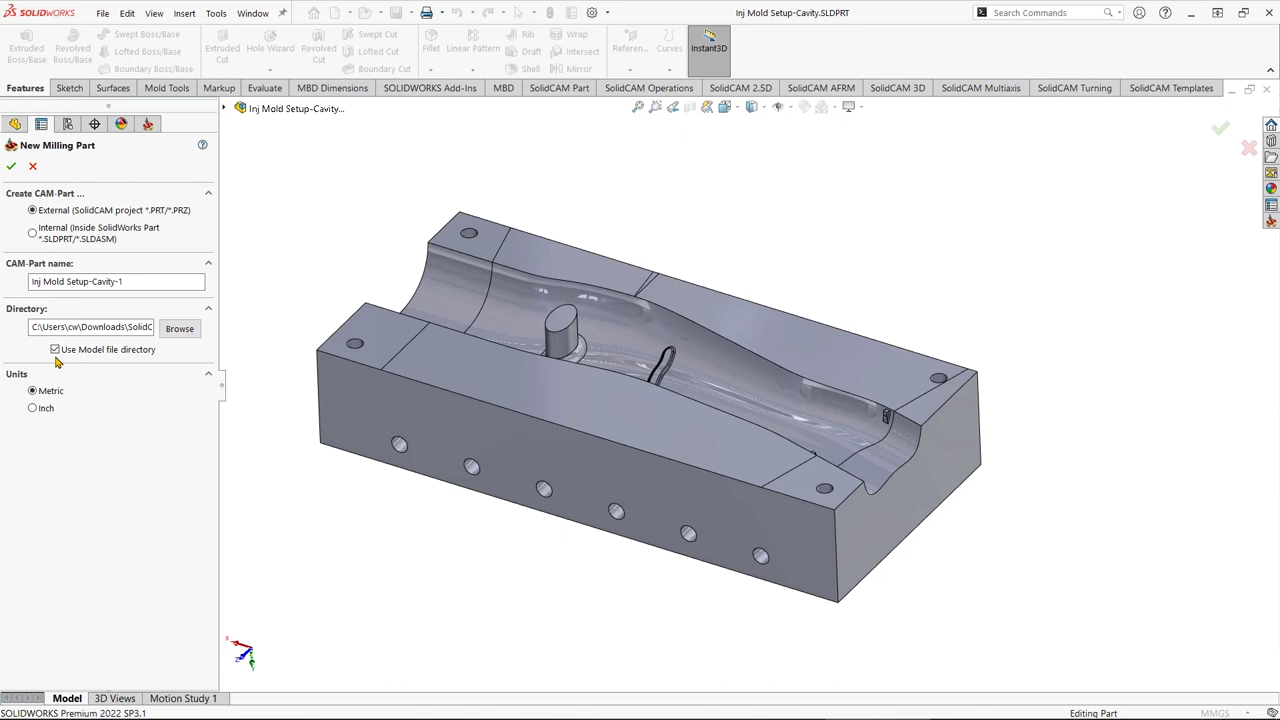 SOLIDWORKS File Edit View Insert Tools Window Inj Mold Setup-Cavity.SLDPRT Search Commands
Extruded Boss/Base Revolved Boss/Base Swept Boss/Base Lofted Boss/Base Boundary Boss/Base Extruded Cut Hole Wizard Revolved Cut Swept Cut Lofted Cut Boundary Cut Fillet Linear Pattern Rib Draft Shell Wrap Intersect Mirror Referen... Curves Instant3D
Features Sketch Surfaces Mold Tools Markup Evaluate MBD Dimensions SOLIDWORKS Add-Ins MBD SolidCAM Part SolidCAM Operations SolidCAM 2.5D SolidCAM AFRM SolidCAM 3D SolidCAM Multiaxis SolidCAM Turning SolidCAM Templates
Inj Mold Setup-Cavity...
New Milling Part
Create CAM-Part ...
External (SolidCAM project *.PRT/*.PRZ)
Internal (Inside SolidWorks Part
*.SLDPRT/*.SLDASM)
CAM-Part name:
Inj Mold Setup-Cavity-1
Directory:
C:\Users\cw\Downloads\SolidC Browse
Use Model file directory
Units
Metric
Inch
X
Z
Y
Model 3D Views Motion Study 1
SOLIDWORKS Premium 2022 SP3.1 Editing Part MMGS